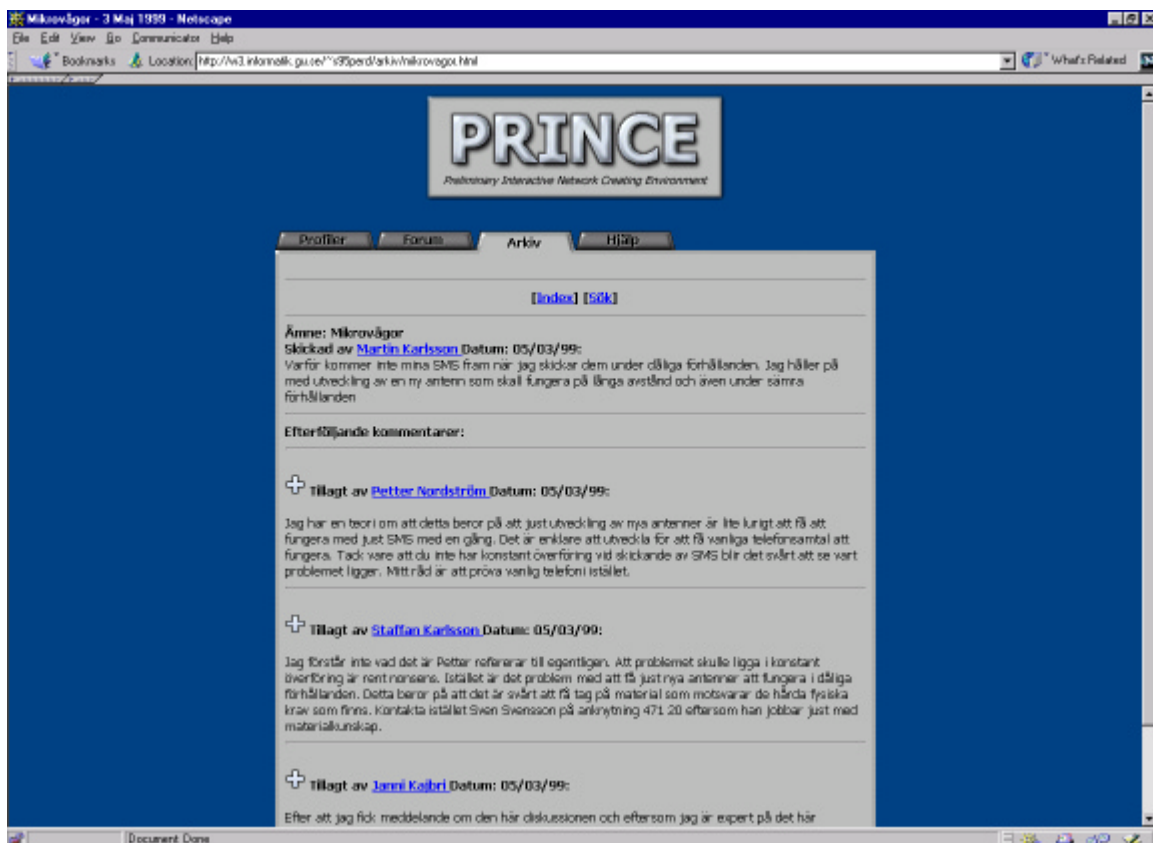 Mikrovågor - 3 Maj 1999 - Netscape
File Edit View Go Communicator Help
Bookmarks Location: http://w3.informatik.gu.se/~s95perd/arkiv/mikrovagor.html What's Related
PRINCE
Preliminary Interactive Network Creating Environment
Profiler Forum Arkiv Hjälp
[Index] [Sök]
Ämne: Mikrovågor
Skickad av Martin Karlsson Datum: 05/03/99:
Varför kommer inte mina SMS fram när jag skickar dem under dåliga förhållanden. Jag håller på
med utveckling av en ny antenn som skall fungera på långa avstånd och även under sämra
förhållanden
Efterföljande kommentarer:
Tillagt av Petter Nordström Datum: 05/03/99:
Jag har en teori om att detta beror på att just utveckling av nya antenner är lite lurigt att få att
fungera med just SMS med en gång. Det är enklare att utveckla för att få vanliga telefonsamtal att
fungera. Tack vare att du inte har konstant överföring vid skickande av SMS blir det svårt att se vart
problemet ligger. Mitt råd är att pröva vanlig telefoni istället.
Tillagt av Staffan Karlsson Datum: 05/03/99:
Jag förstår inte vad det är Petter refererar till egentligen. Att problemet skulle ligga i konstant
överföring är rent nonsens. Istället är det problem med att få just nya antenner att fungera i dåliga
förhållanden. Detta beror på att det är svårt att få tag på material som motsvarar de hårda fysiska
krav som finns. Kontakta istället Sven Svensson på anknytning 471 20 eftersom han jobbar just med
materialkunskap.
Tillagt av Janni Kajbri Datum: 05/03/99:
Efter att jag fick meddelande om den här diskussionen och eftersom jag är expert på det här
Document Done